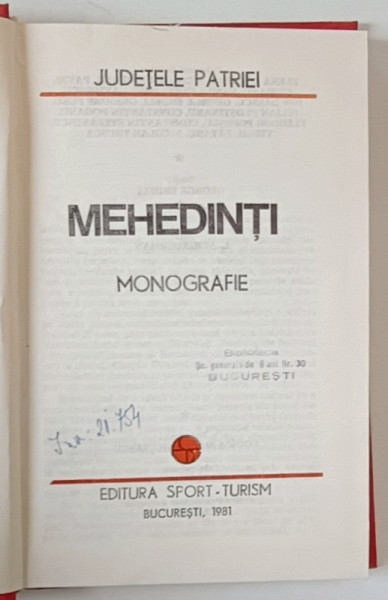 JUDEȚELE PATRIEI
MEHEDINȚI
MONOGRAFIE
Biblioteca
Șc. generală de 8 ani Nr. 30
BUCUREȘTI
Inv: 21.754
EDITURA SPORT-TURISM
BUCUREȘTI, 1981